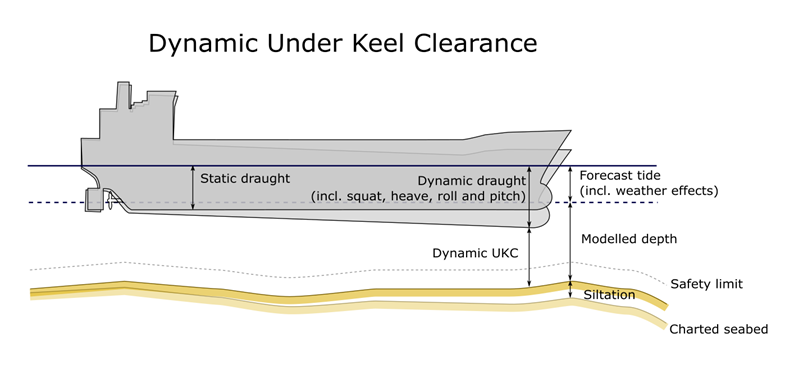 Dynamic Under Keel Clearance
Static draught
Dynamic draught
(incl. squat, heave, roll and pitch)
Forecast tide
(incl. weather effects)
Modelled depth
Dynamic UKC
Safety limit
Siltation
Charted seabed